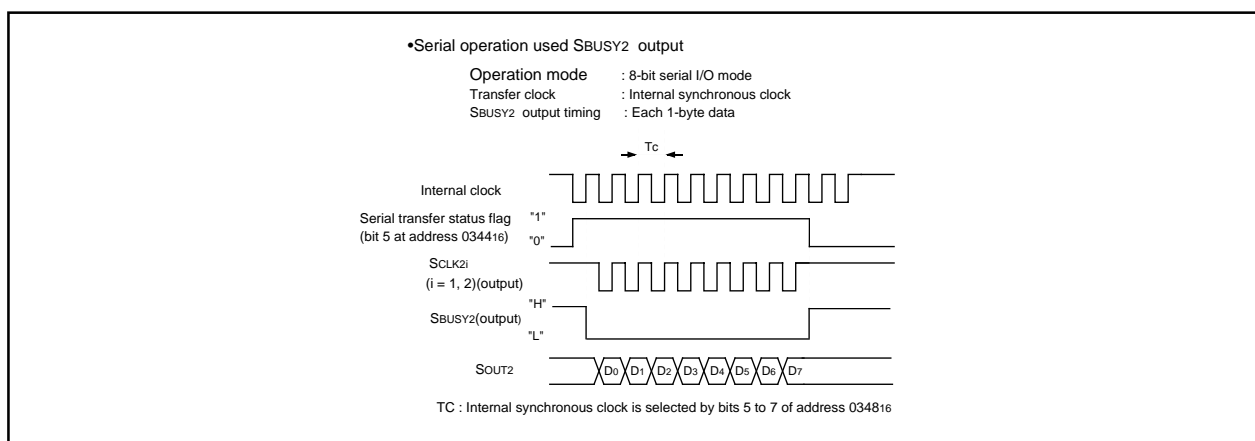 •Serial operation used SBUSY2 output
Operation mode : 8-bit serial I/O mode
Transfer clock : Internal synchronous clock
SBUSY2 output timing : Each 1-byte data
Tc
Internal clock
Serial transfer status flag "1"
(bit 5 at address 034416) "0"
SCLK2i
(i = 1, 2)(output)
"H"
SBUSY2(output)
"L"
SOUT2 D0 D1 D2 D3 D4 D5 D6 D7
TC : Internal synchronous clock is selected by bits 5 to 7 of address 034816